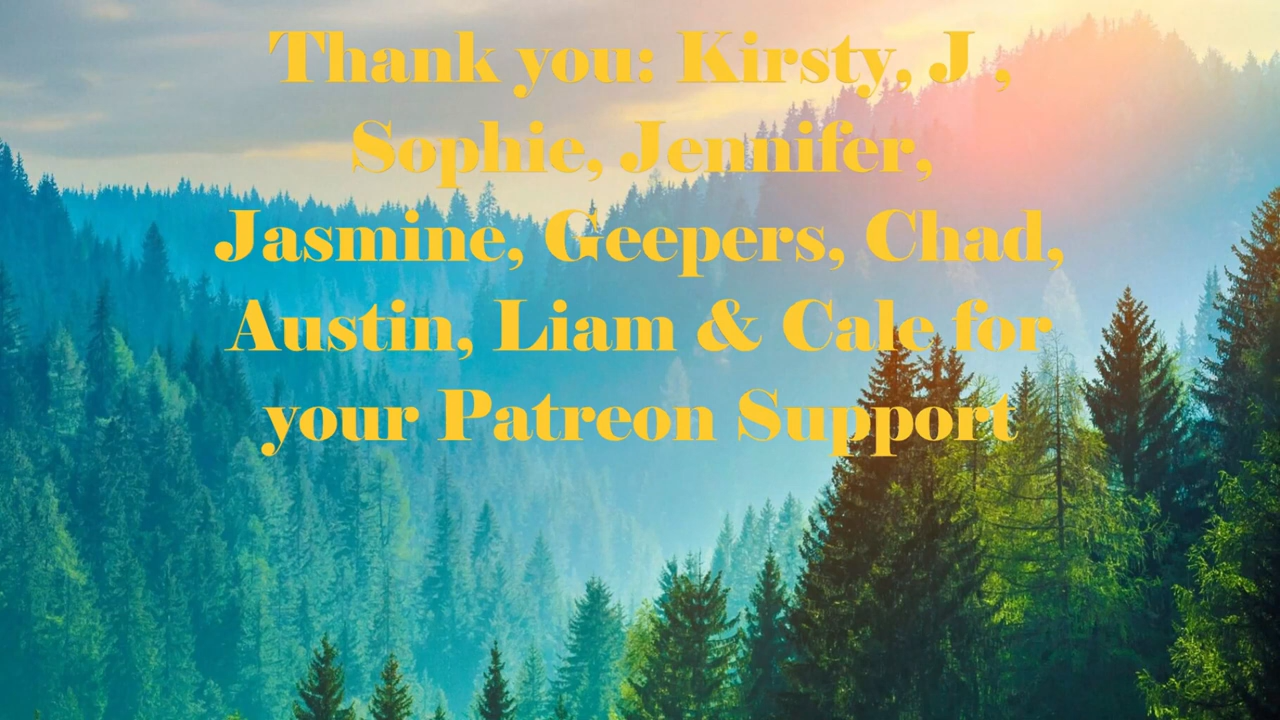 Thank you: Kirsty, J ,
Sophie, Jennifer,
Jasmine, Geepers, Chad,
Austin, Liam & Cale for
your Patreon Support